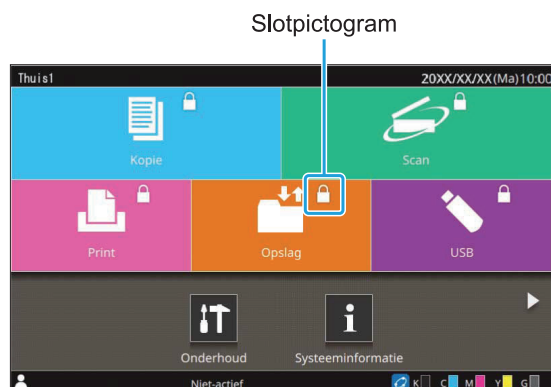 Slotpictogram
Thuis1 20XX/XX/XX(Ma)10:00
Kopie Scan
Print Opslag USB
Onderhoud Systeeminformatie
Niet-actief K C M Y G